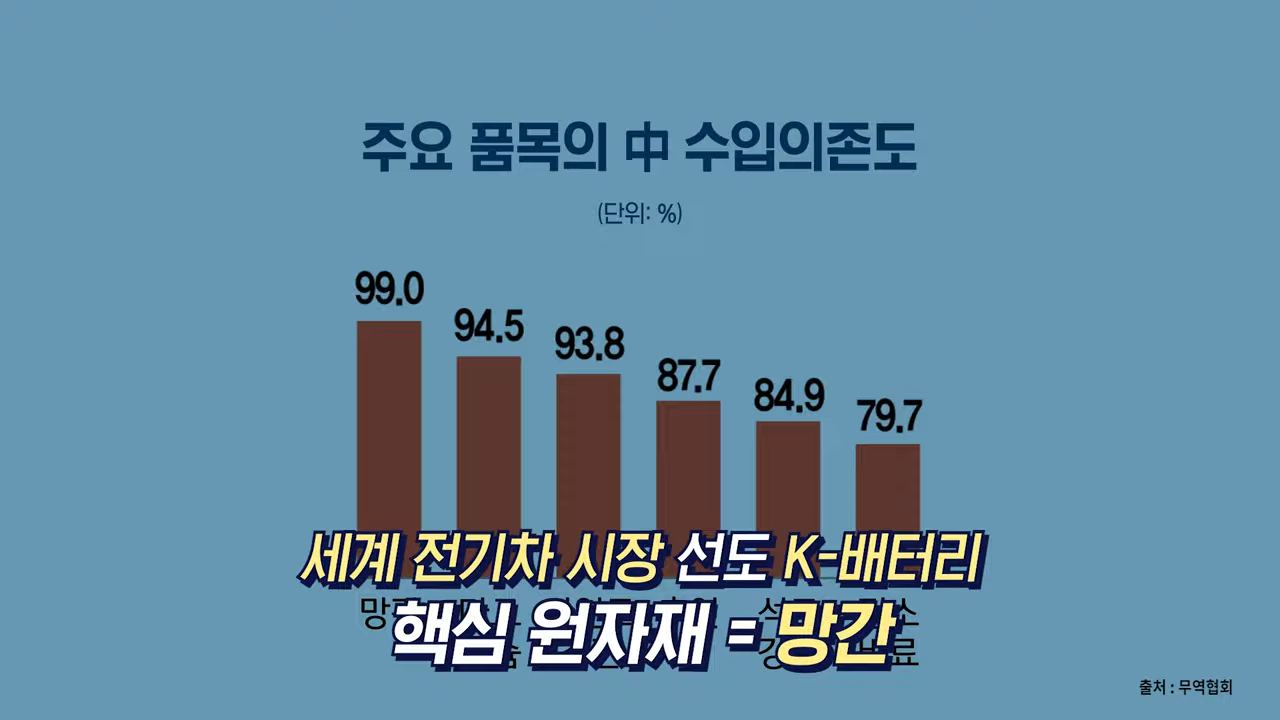 주요 품목의 中 수입의존도
(단위: %)
99.0
94.5
93.8
87.7
84.9
79.7
세계 전기차 시장 선도 K-배터리
핵심 원자재 = 망간
출처 : 무역협회